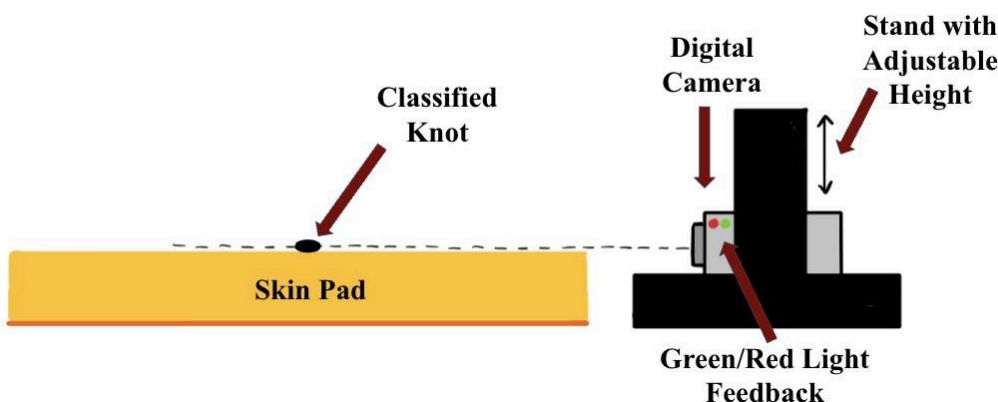 Stand with
Adjustable
Height
Digital
Camera
Classified
Knot
Skin Pad
Green/Red Light
Feedback